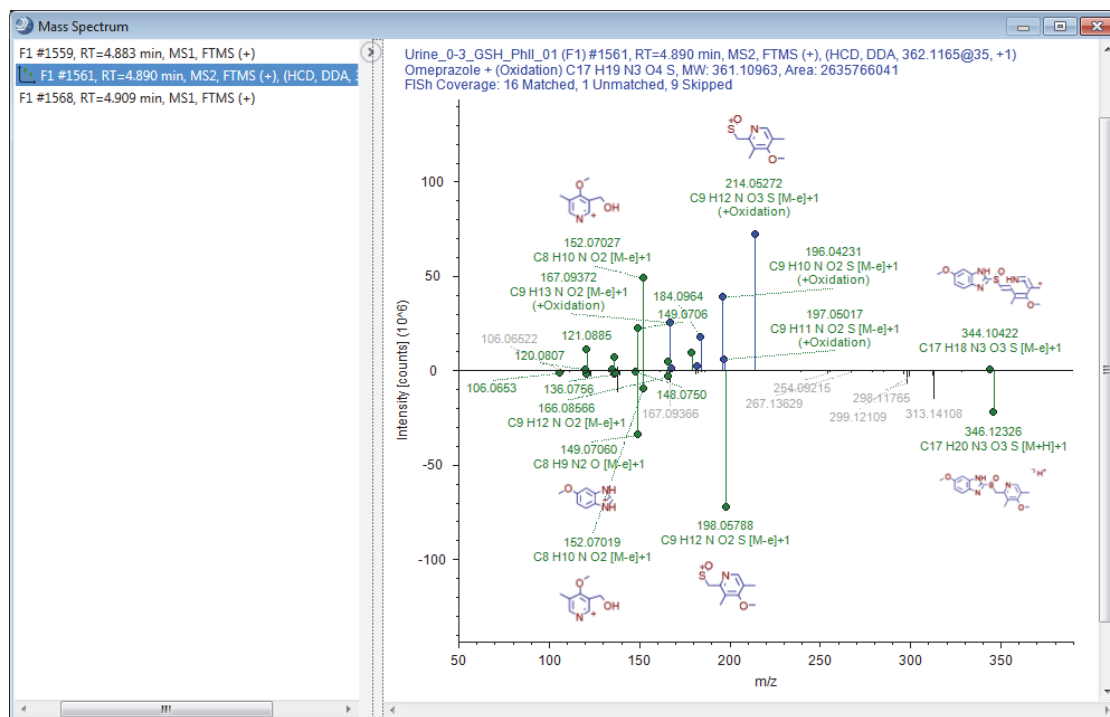 Mass Spectrum
F1 #1559, RT=4.883 min, MS1, FTMS (+)
F1 #1561, RT=4.890 min, MS2, FTMS (+), (HCD, DDA, 3
F1 #1568, RT=4.909 min, MS1, FTMS (+)
Urine_0-3_GSH_PhII_01 (F1) #1561, RT=4.890 min, MS2, FTMS (+), (HCD, DDA, 362.1165@35, +1)
Omeprazole + (Oxidation) C17 H19 N3 O4 S, MW: 361.10963, Area: 2635766041
FISh Coverage: 16 Matched, 1 Unmatched, 9 Skipped
Intensity [counts] (10^6)
100
50
0
-50
-100
S
+O
N
O
214.05272
C9 H12 N O3 S [M-e]+1
(+Oxidation)
O
OH
N
+
152.07027
C8 H10 N O2 [M-e]+1
167.09372
C9 H13 N O2 [M-e]+1
(+Oxidation)
184.0964
149.0706
196.04231
C9 H10 N O2 S [M-e]+1
(+Oxidation)
197.05017
C9 H11 N O2 S [M-e]+1
(+Oxidation)
O
NH
N
S
O
HN
+
O
344.10422
C17 H18 N3 O3 S [M-e]+1
106.06522
121.0885
120.0807
106.0653
136.0756
148.0750
166.08566
C9 H12 N O2 [M-e]+1
167.09366
254.09215
267.13629
298.11765
299.12109
313.14108
346.12326
C17 H20 N3 O3 S [M+H]+1
149.07060
C8 H9 N2 O [M-e]+1
O
NH
NH
152.07019
C8 H10 N O2 [M-e]+1
O
OH
N
+
198.05788
C9 H12 N O2 S [M-e]+1
S
+O
N
O
O
NH
N
S
O
N
O
H+
50
100
150
200
250
300
350
m/z